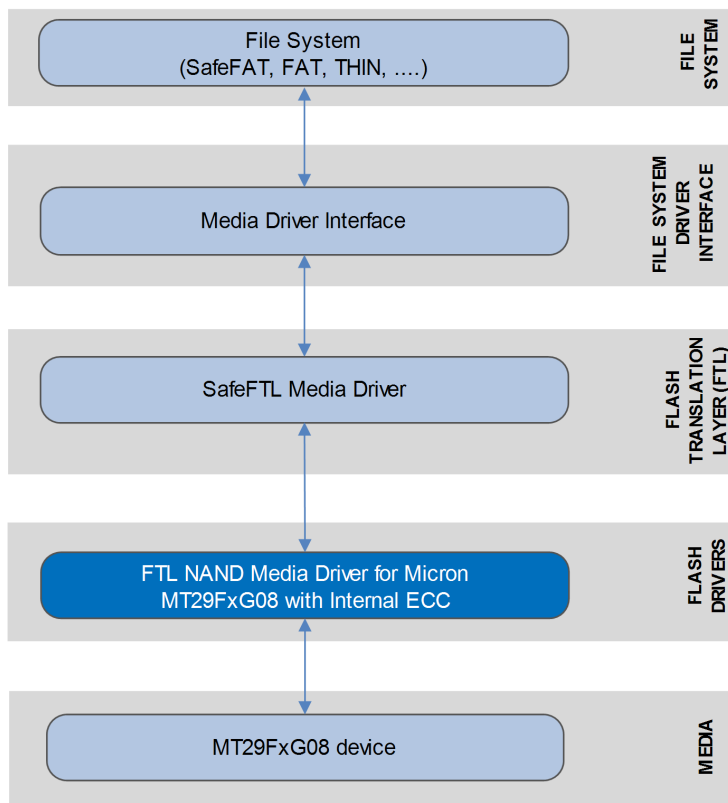 File System
(SafeFAT, FAT, THIN, ....)
FILE
SYSTEM
Media Driver Interface
FILE SYSTEM
DRIVER
INTERFACE
SafeFTL Media Driver
FLASH
TRANSLATION
LAYER (FTL)
FTL NAND Media Driver for Micron
MT29FxG08 with Internal ECC
FLASH
DRIVERS
MT29FxG08 device
MEDIA